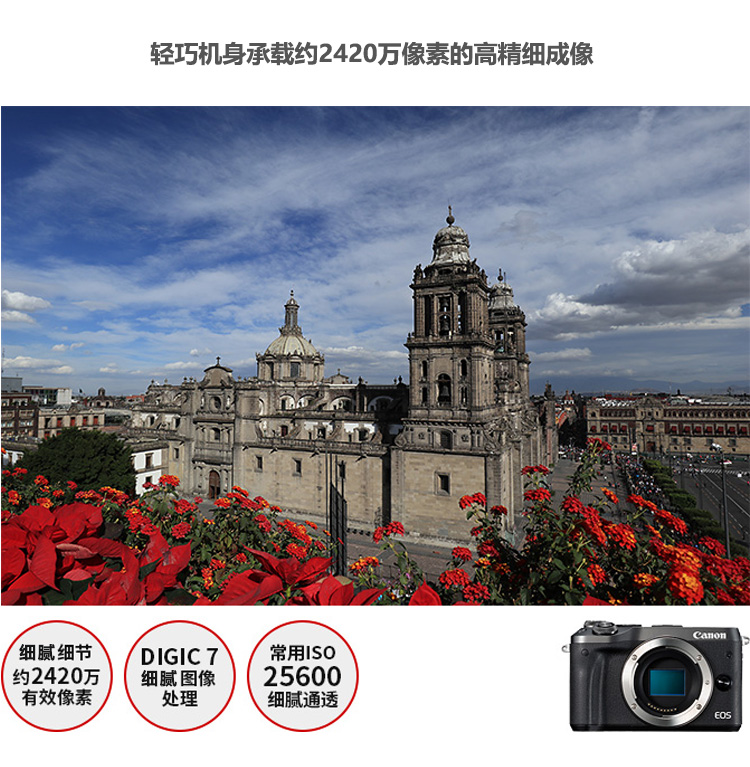 轻巧机身承载约2420万像素的高精细成像
细腻细节
约2420万
有效像素
DIGIC 7
细腻图像
处理
常用ISO
25600
细腻通透
Canon
EOS